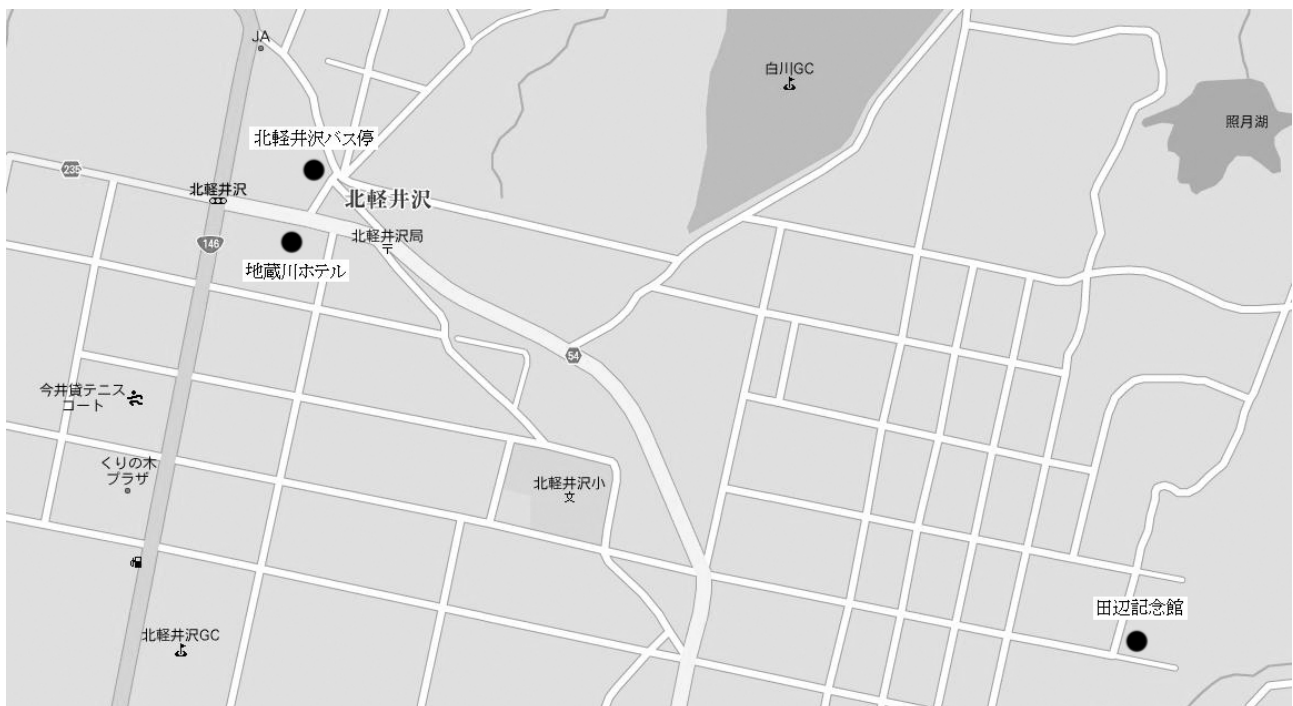 JA
白川GC
照月湖
北軽井沢バス停
235
北軽井沢
北軽井沢
146
北軽井沢局
〒
地蔵川ホテル
54
今井貸テニス
コート
くりの木
プラザ
北軽井沢小
文
田辺記念館
北軽井沢GC